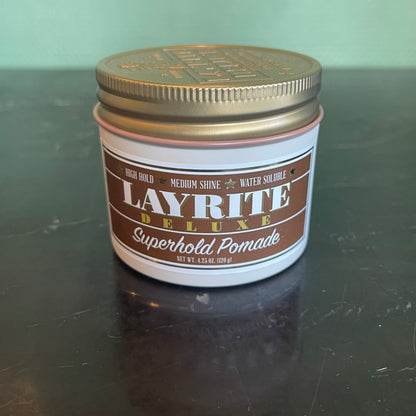 HIGH HOLD ★ MEDIUM SHINE ★ WATER SOLUBLE
LAYRITE
DELUXE
Superhold Pomade
NET WT. 4.25 OZ. (120 g)